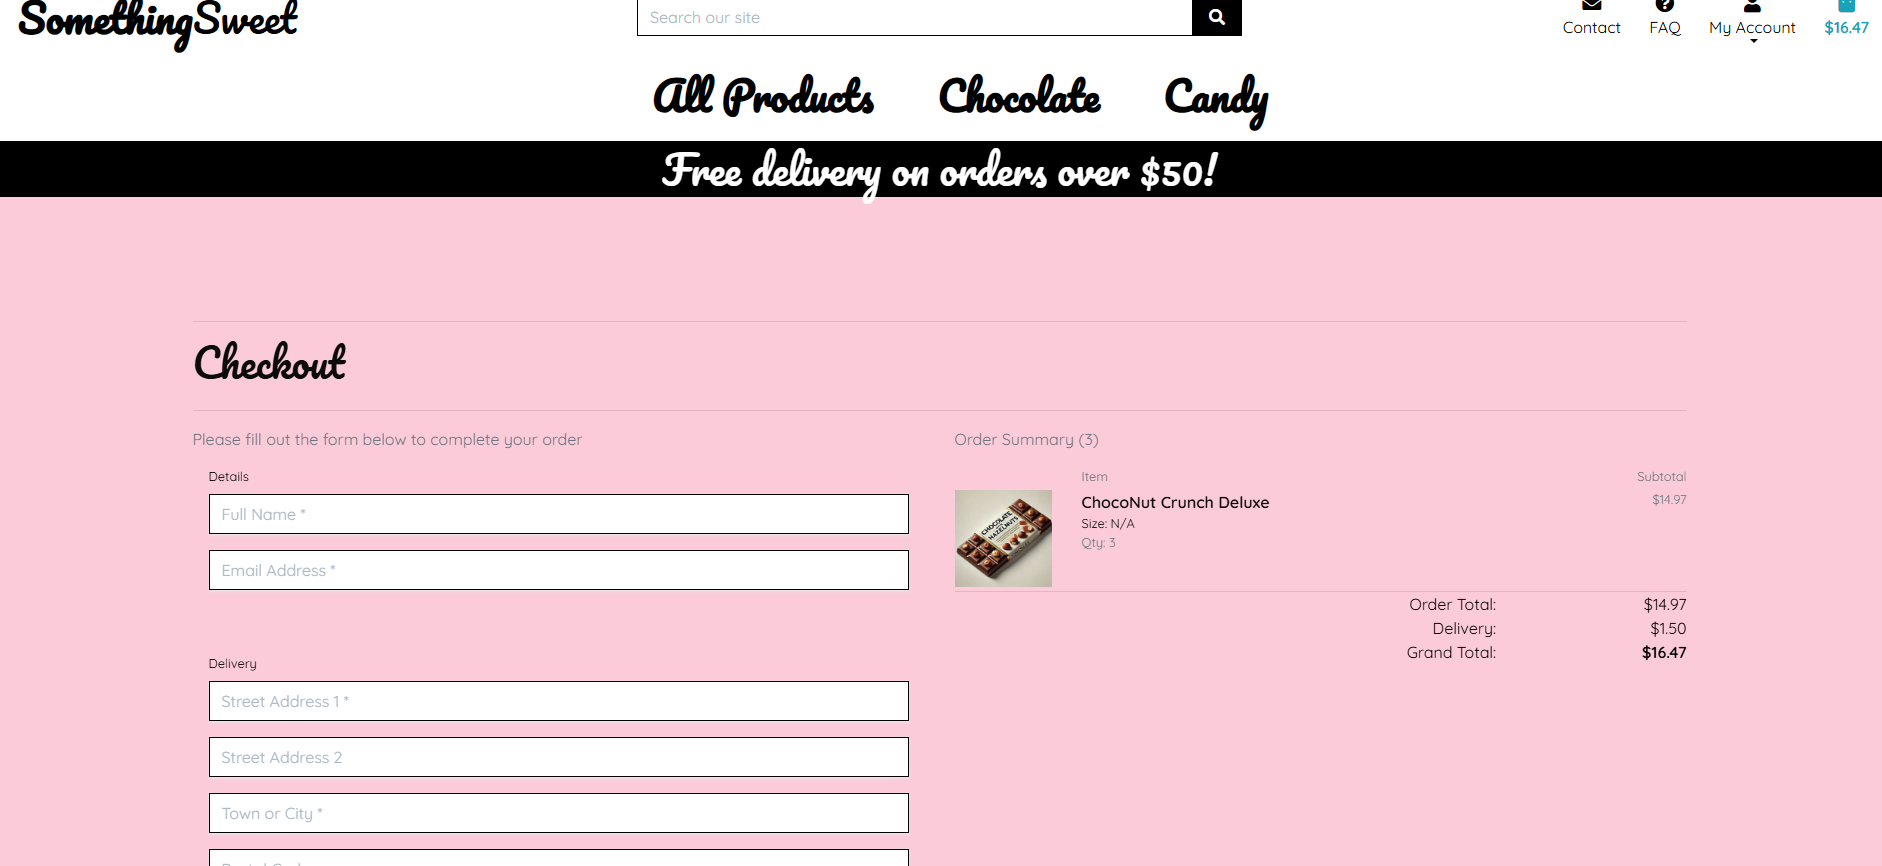 SomethingSweet
Search our site
Contact
FAQ
My Account
$16.47
All Products
Chocolate
Candy
Free delivery on orders over $50!
Checkout
Please fill out the form below to complete your order
Details
Full Name *
Email Address *
Delivery
Street Address 1 *
Street Address 2
Town or City *
Order Summary (3)
Item
Subtotal
CHOCOLATE
HAZELNUTS
ChocoNut Crunch Deluxe
$14.97
Size: N/A
Qty: 3
Order Total: $14.97
Delivery: $1.50
Grand Total: $16.47